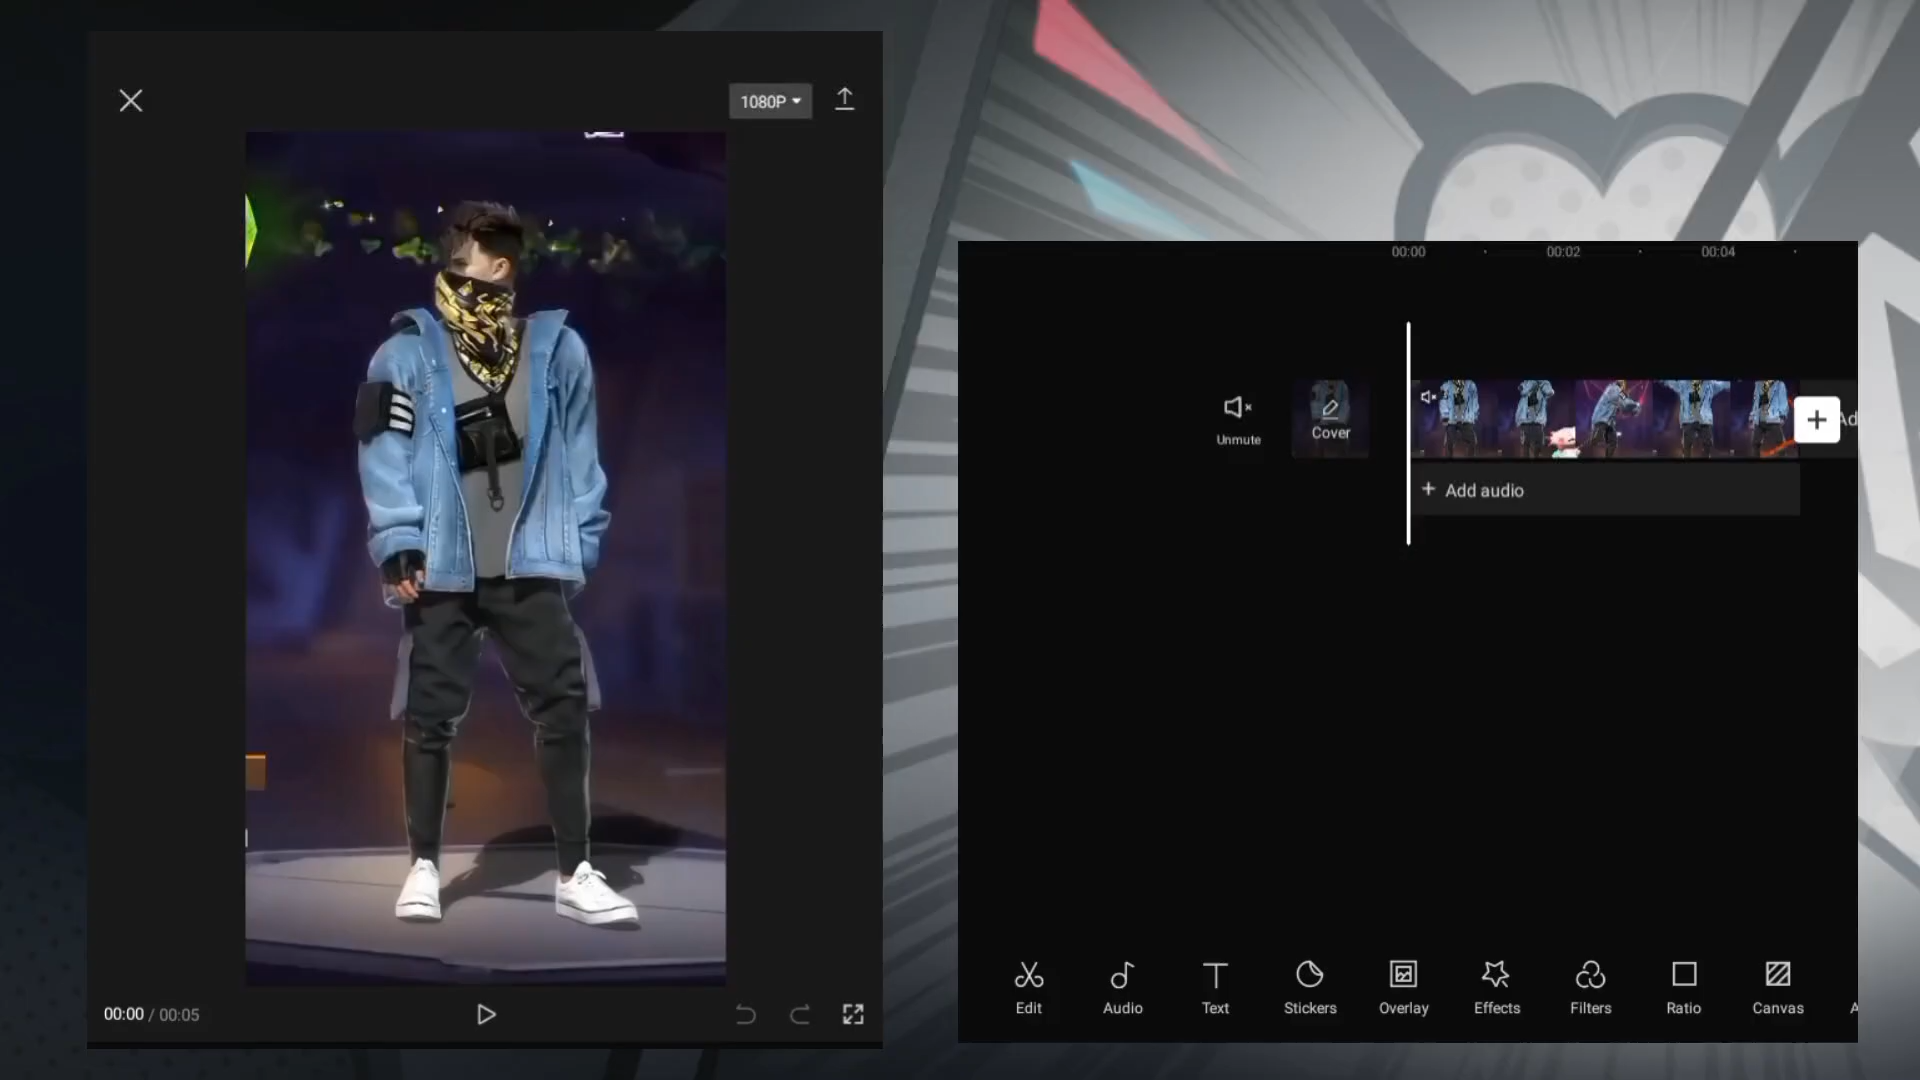 1080P
00:00 / 00:05
00:00
00:02
00:04
Unmute
Cover
+ Add audio
Edit
Audio
Text
Stickers
Overlay
Effects
Filters
Ratio
Canvas